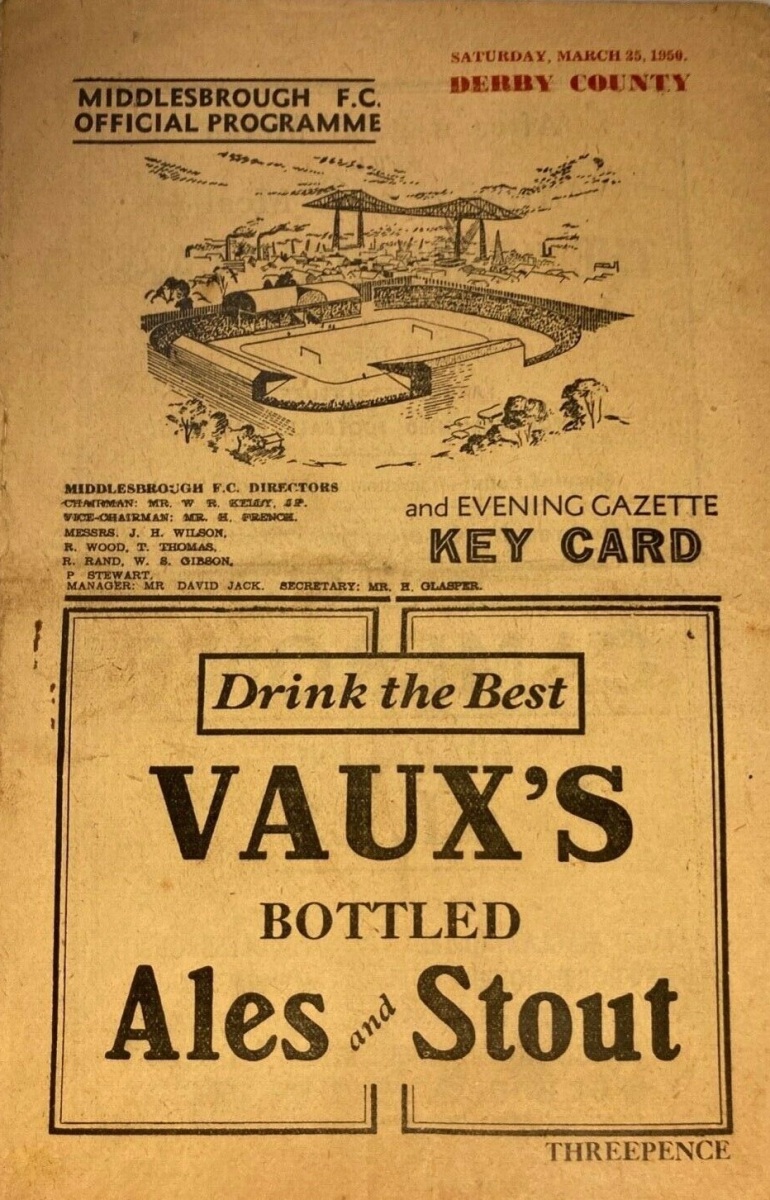 SATURDAY, MARCH 25, 1950.
DERBY COUNTY
MIDDLESBROUGH F.C.
OFFICIAL PROGRAMME
MIDDLESBROUGH F.C. DIRECTORS
CHAIRMAN: MR. W R. KELLY, J.P.
VICE-CHAIRMAN: MR. H. FRENCH.
MESSRS. J. H. WILSON,
R. WOOD, T. THOMAS,
R. RAND, W. S. GIBSON,
P STEWART,
MANAGER: MR DAVID JACK. SECRETARY: MR. H. GLASPER.
and EVENING GAZETTE
KEY CARD
Drink the Best
VAUX'S
BOTTLED
Ales and Stout
THREEPENCE